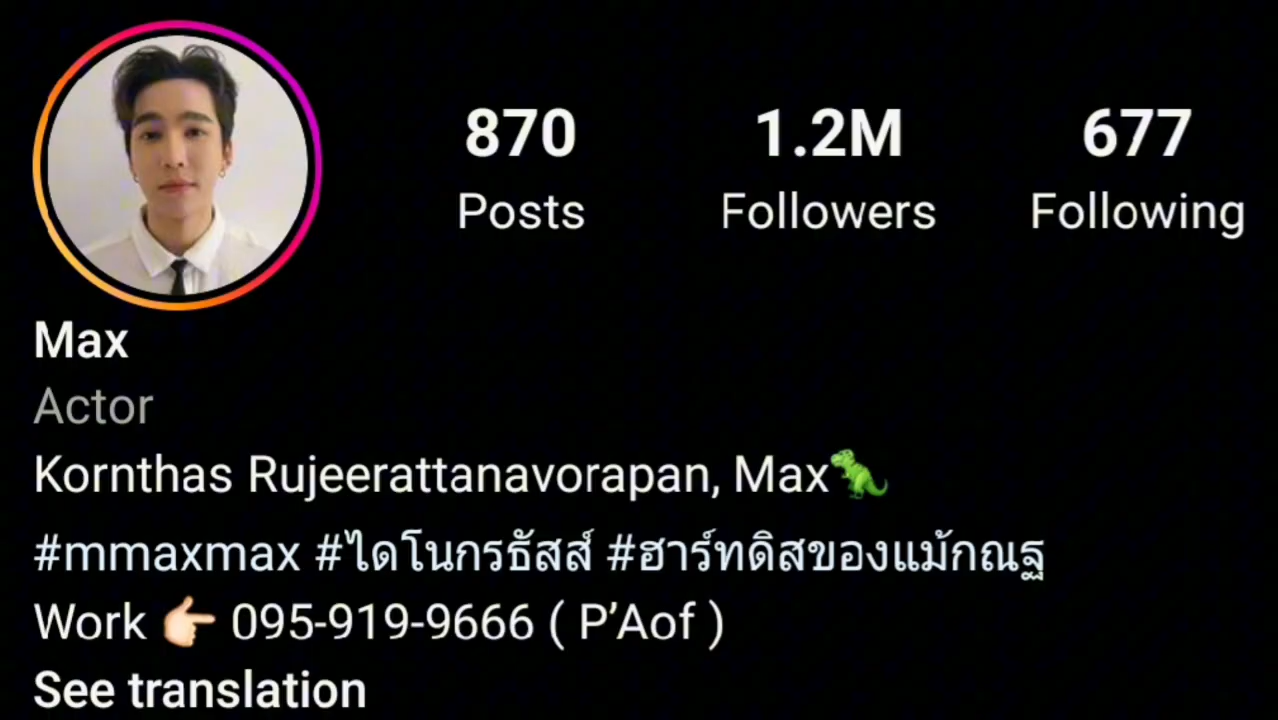 870 1.2M 677
Posts Followers Following
Max
Actor
Kornthas Rujeerattanavorapan, Max🦖
#mmaxmax #ไดโนกรธัสส์ #ฮาร์ทดิสของแม้กณฐ
Work 👉🏻 095-919-9666 ( P’Aof )
See translation